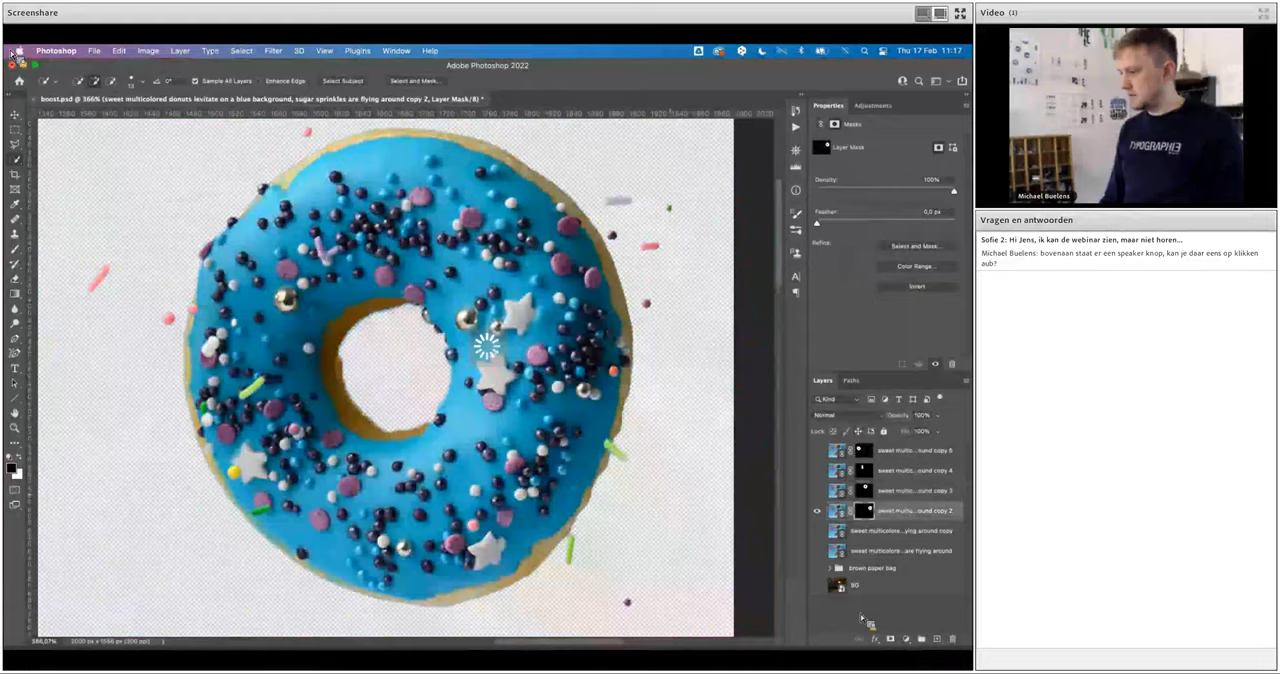 Screenshare
Photoshop File Edit Image Layer Type Select Filter 3D View Plugins Window Help Thu 17 Feb 11:17
Adobe Photoshop 2022
Sample All Layers Enhance Edge Select Subject Select and Mask...
boost.psd @ 366% (sweet multicolored donuts levitate on a blue background, sugar sprinkles are flying around copy 2, Layer Mask/8) *
Properties Adjustments
Masks
Layer Mask
Density: 100%
Feather: 0,0 px
Refine: Select and Mask...
Color Range...
Invert
Layers Paths
Kind
Normal Opacity: 100%
Lock: 100%
sweet multic...ound copy 4
sweet multic...ound copy 3
sweet multic...ound copy 2
sweet multicolore...ying around copy
sweet multicolore...are flying around
brown paper bag
BG
Video (1)
TYPOGRAPHIE
Michael Buelens
Vragen en antwoorden
Sofie 2: Hi Jens, ik kan de webinar zien, maar niet horen...
Michael Buelens: bovenaan staat er een speaker knop, kan je daar eens op klikken
aub?